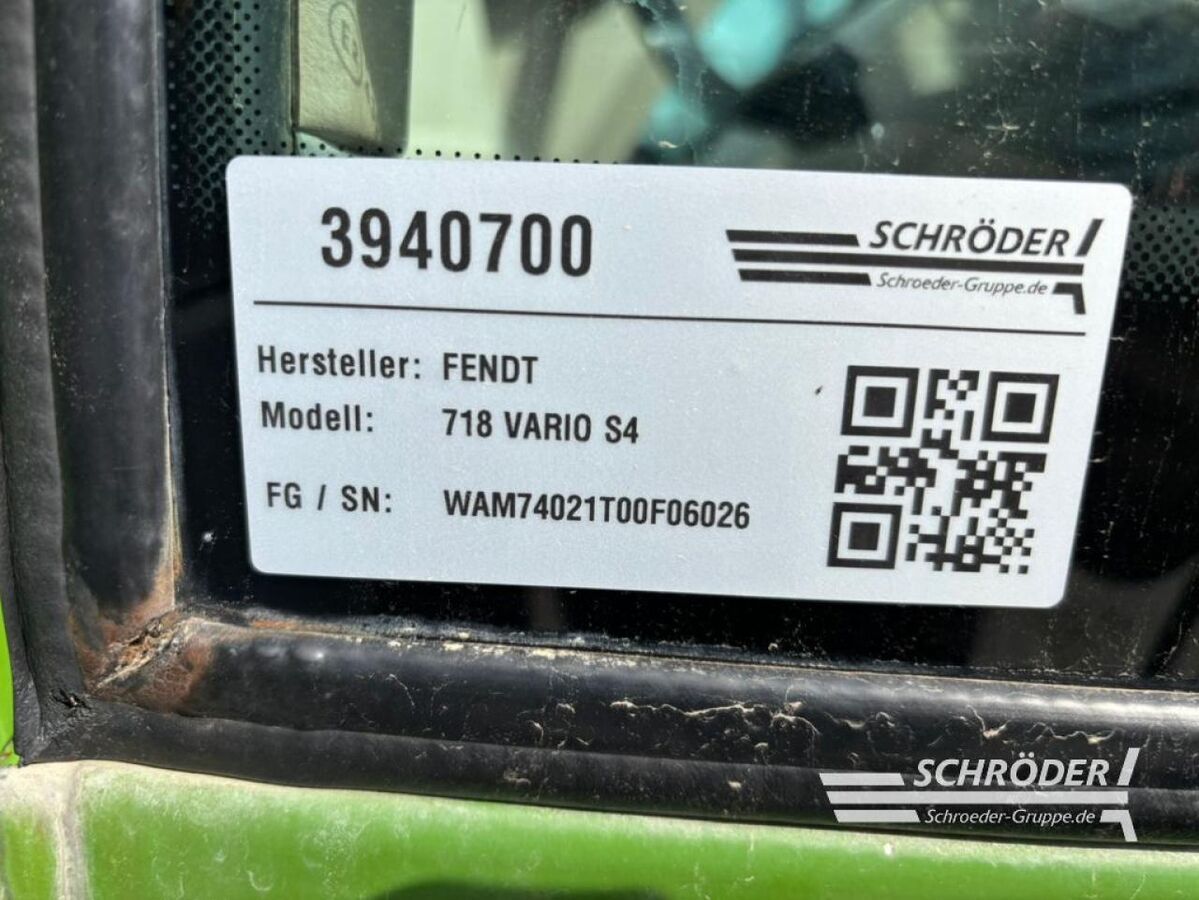 3940700
SCHRÖDER
Schroeder-Gruppe.de
Hersteller: FENDT
Modell: 718 VARIO S4
FG / SN: WAM74021T00F06026
SCHRÖDER
Schroeder-Gruppe.de